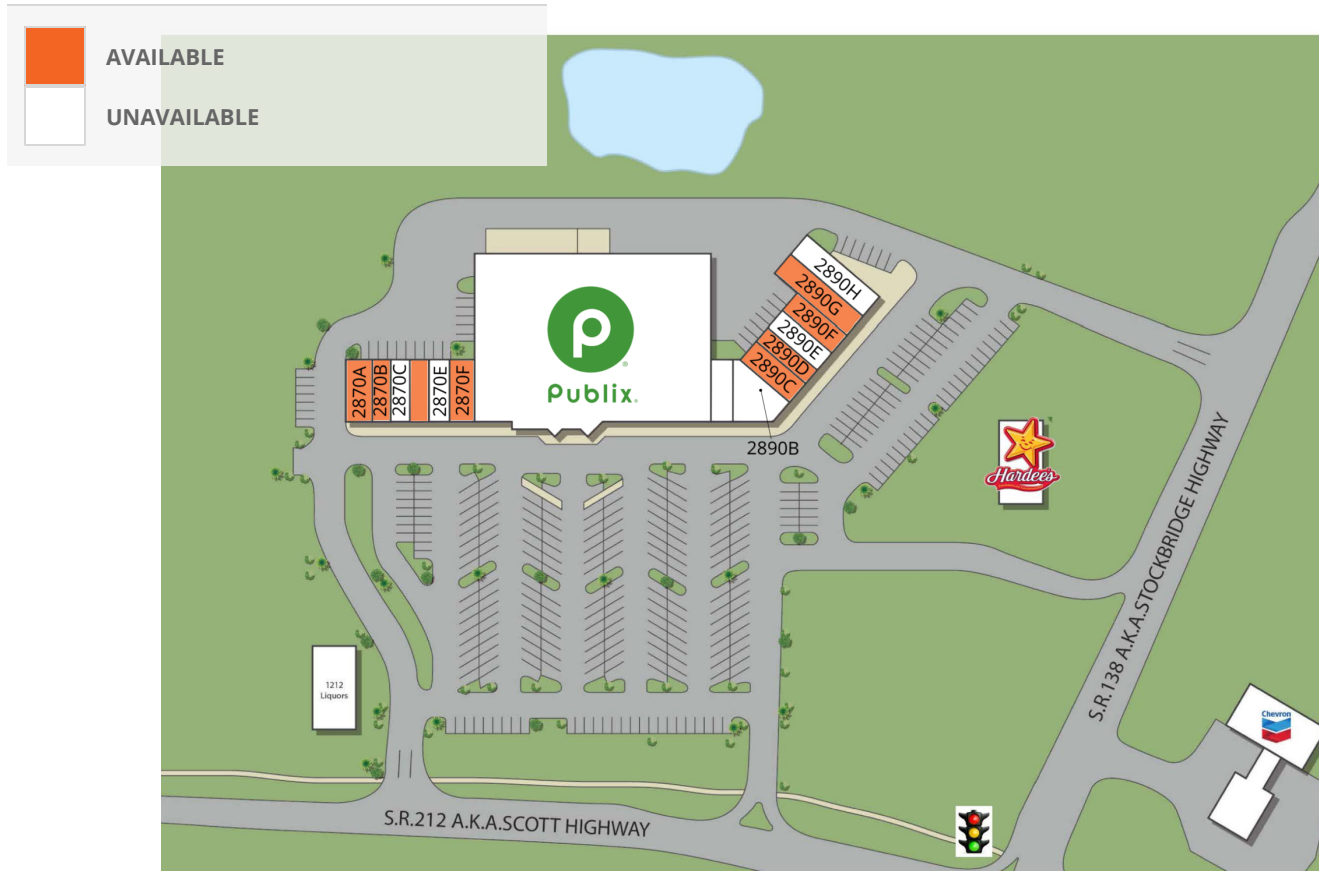 AVAILABLE
UNAVAILABLE
2890H
2890G
2890F
2890E
2890D
2890C
2890B
2870A
2870B
2870C
2870E
2870F
Publix®
Hardee's
1212
Liquors
Chevron
S.R.138 A.K.A.STOCKBRIDGE HIGHWAY
S.R.212 A.K.A.SCOTT HIGHWAY